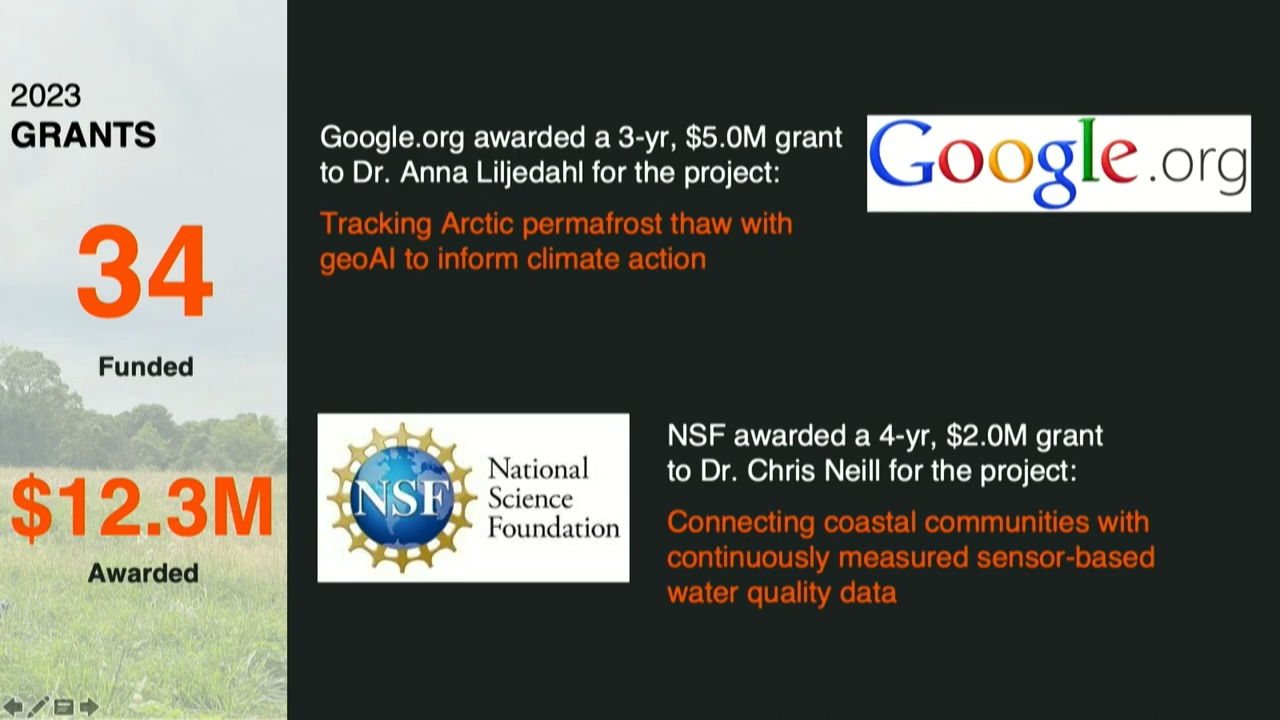 2023
GRANTS
34
Funded
$12.3M
Awarded
Google.org awarded a 3-yr, $5.0M grant
to Dr. Anna Liljedahl for the project:
Tracking Arctic permafrost thaw with
geoAI to inform climate action
Google.org
NSF
National
Science
Foundation
NSF awarded a 4-yr, $2.0M grant
to Dr. Chris Neill for the project:
Connecting coastal communities with
continuously measured sensor-based
water quality data